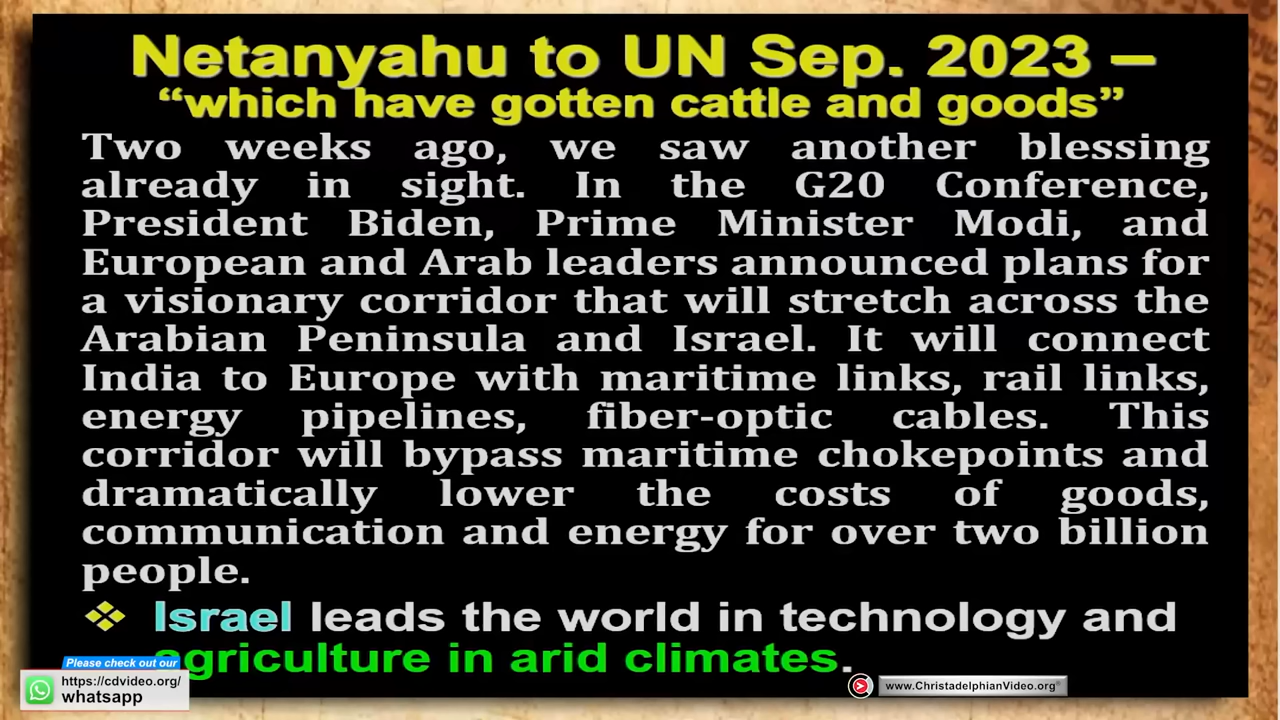 Netanyahu to UN Sep. 2023 –
“which have gotten cattle and goods”
Two weeks ago, we saw another blessing
already in sight. In the G20 Conference,
President Biden, Prime Minister Modi, and
European and Arab leaders announced plans for
a visionary corridor that will stretch across the
Arabian Peninsula and Israel. It will connect
India to Europe with maritime links, rail links,
energy pipelines, fiber-optic cables. This
corridor will bypass maritime chokepoints and
dramatically lower the costs of goods,
communication and energy for over two billion
people.
Israel leads the world in technology and
agriculture in arid climates.
Please check out our
https://cdvideo.org/
whatsapp
www.ChristadelphianVideo.org